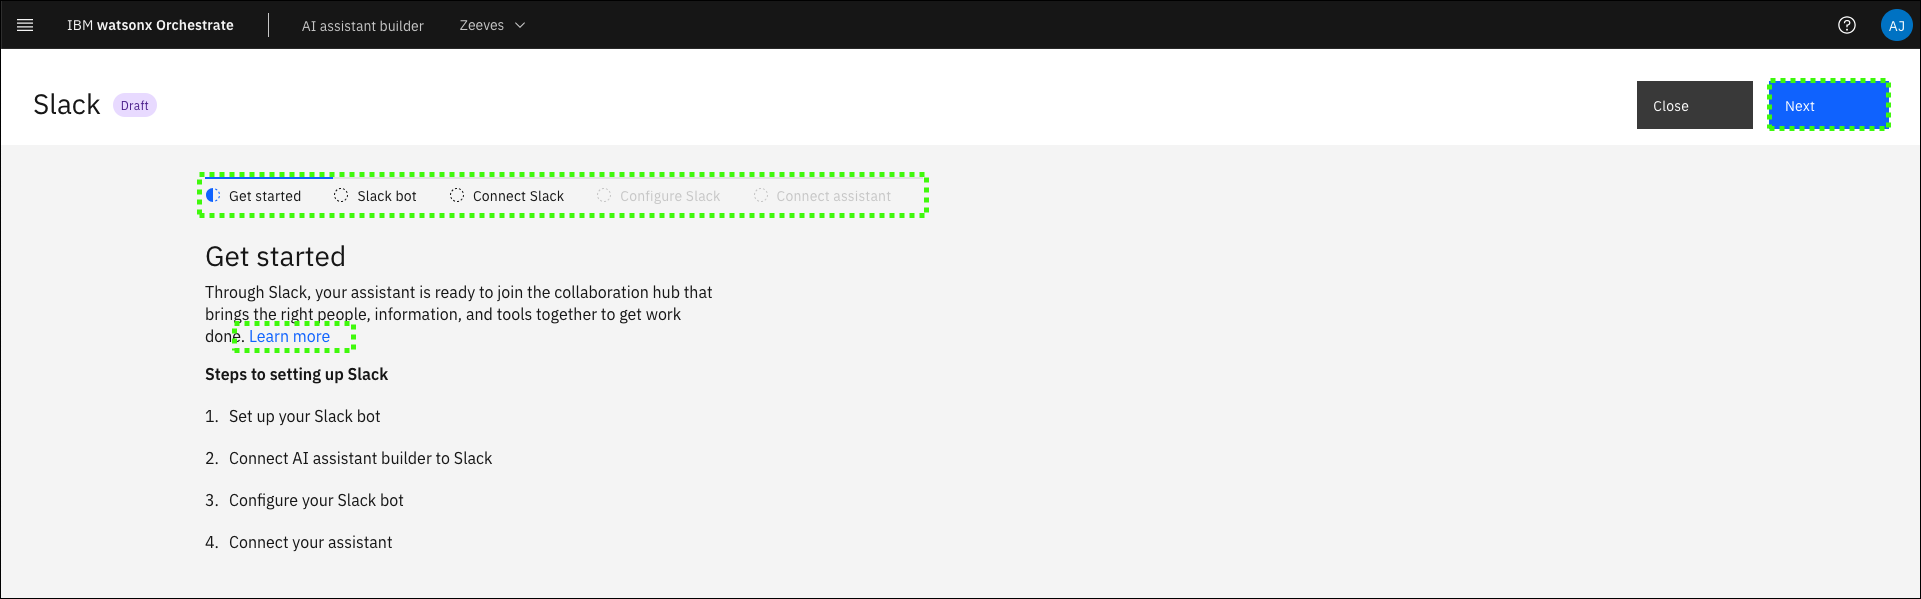 IBM watsonx Orchestrate AI assistant builder Zeeves AJ
Slack Draft Close Next
Get started Slack bot Connect Slack Configure Slack Connect assistant
Get started
Through Slack, your assistant is ready to join the collaboration hub that
brings the right people, information, and tools together to get work
done. Learn more
Steps to setting up Slack
1. Set up your Slack bot
2. Connect AI assistant builder to Slack
3. Configure your Slack bot
4. Connect your assistant